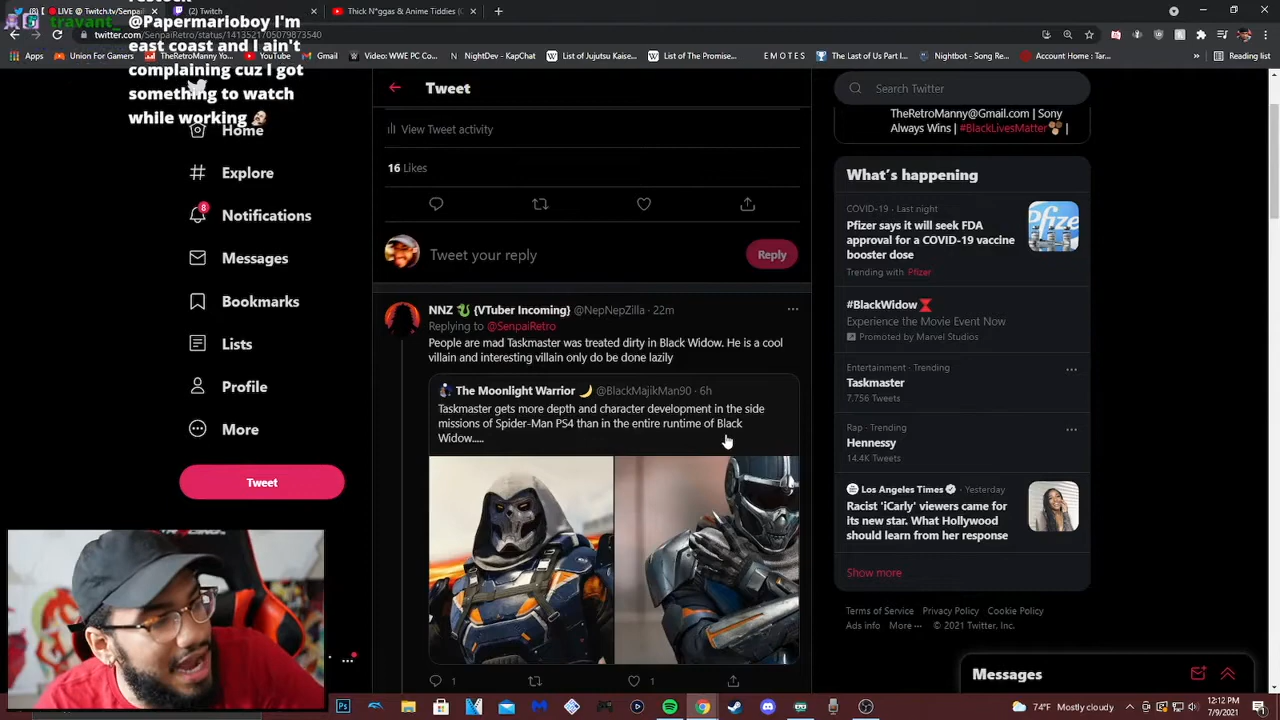 restock
travant_ @Papermarioboy I'm
east coast and I ain't
complaining cuz I got
something to watch
while working
(2) Twitch
Thick N*ggas & Anime Tiddies
twitter.com/SenpaiRetro/status/1413521705079873540
Apps
Union For Gamers
TheRetroManny Yo...
YouTube
Gmail
Video: WWE PC Con...
NightDev - KapChat
List of Jujutsu Kaise...
List of The Promise...
E M O T E S
The Last of Us Part I...
Nightbot - Song Re...
Account Home : Tar...
»
Reading list
Home
Explore
8
Notifications
Messages
Bookmarks
Lists
Profile
More
Tweet
Tweet
View Tweet activity
16 Likes
Tweet your reply
Reply
NNZ {VTuber Incoming} @NepNepZilla · 22m
Replying to @SenpaiRetro
People are mad Taskmaster was treated dirty in Black Widow. He is a cool
villain and interesting villain only do be done lazily
The Moonlight Warrior @BlackMajikMan90 · 6h
Taskmaster gets more depth and character development in the side
missions of Spider-Man PS4 than in the entire runtime of Black
Widow.....
1
1
Search Twitter
TheRetroManny@Gmail.com | Sony
Always Wins | #BlackLivesMatter |
What's happening
COVID-19 · Last night
Pfizer says it will seek FDA
approval for a COVID-19 vaccine
booster dose
Trending with Pfizer
#BlackWidow
Experience the Movie Event Now
Promoted by Marvel Studios
Entertainment · Trending
Taskmaster
7,756 Tweets
Rap · Trending
Hennessy
14.4K Tweets
Los Angeles Times · Yesterday
Racist 'iCarly' viewers came for
its new star. What Hollywood
should learn from her response
Show more
Terms of Service Privacy Policy Cookie Policy
Ads info More ··· © 2021 Twitter, Inc.
Messages
74°F Mostly cloudy
12:12 PM
7/9/2021